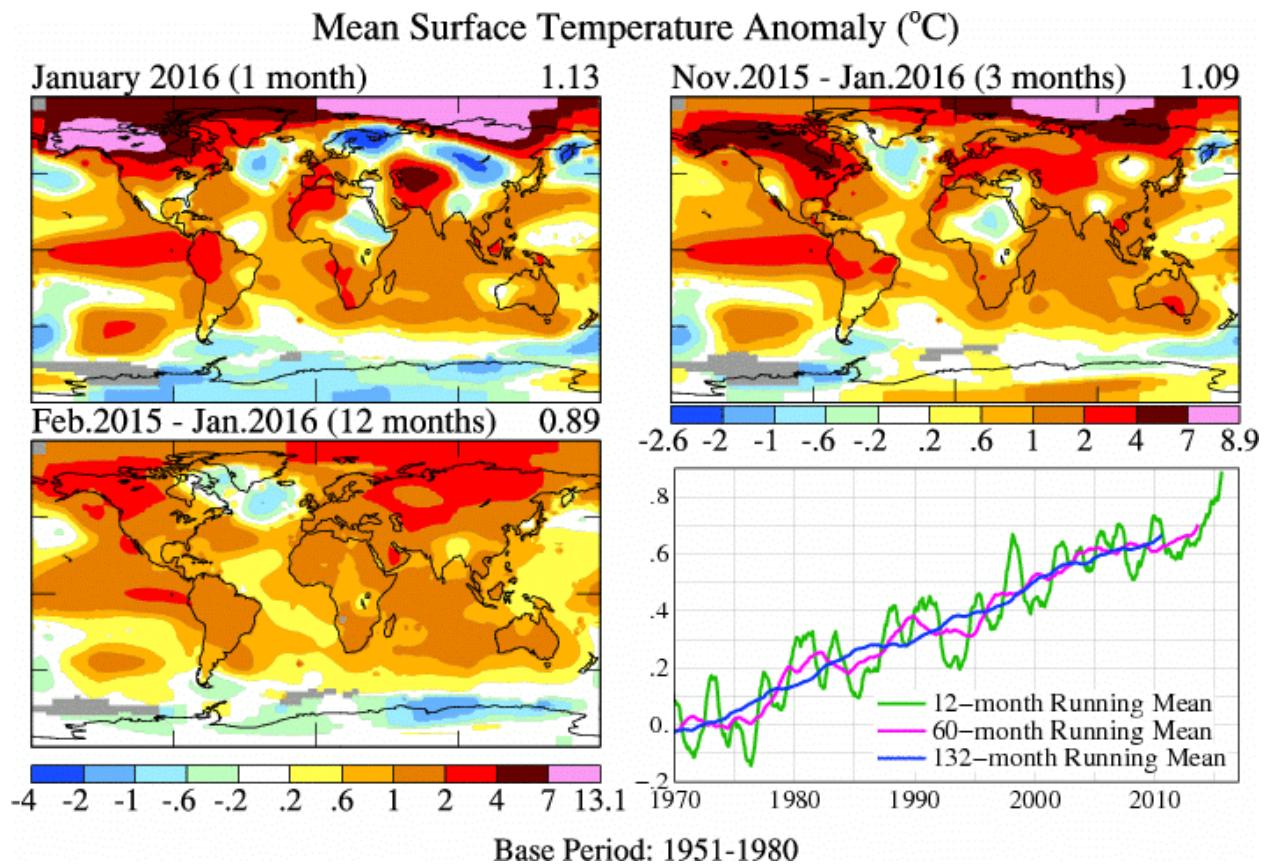 Mean Surface Temperature Anomaly (°C)
January 2016 (1 month) 1.13
Nov.2015 - Jan.2016 (3 months) 1.09
Feb.2015 - Jan.2016 (12 months) 0.89
-2.6 -2 -1 -.6 -.2 .2 .6 1 2 4 7 8.9
.8
.6
.4
.2
0.
-.2
12-month Running Mean
60-month Running Mean
132-month Running Mean
1970 1980 1990 2000 2010
-4 -2 -1 -.6 -.2 .2 .6 1 2 4 7 13.1
Base Period: 1951-1980